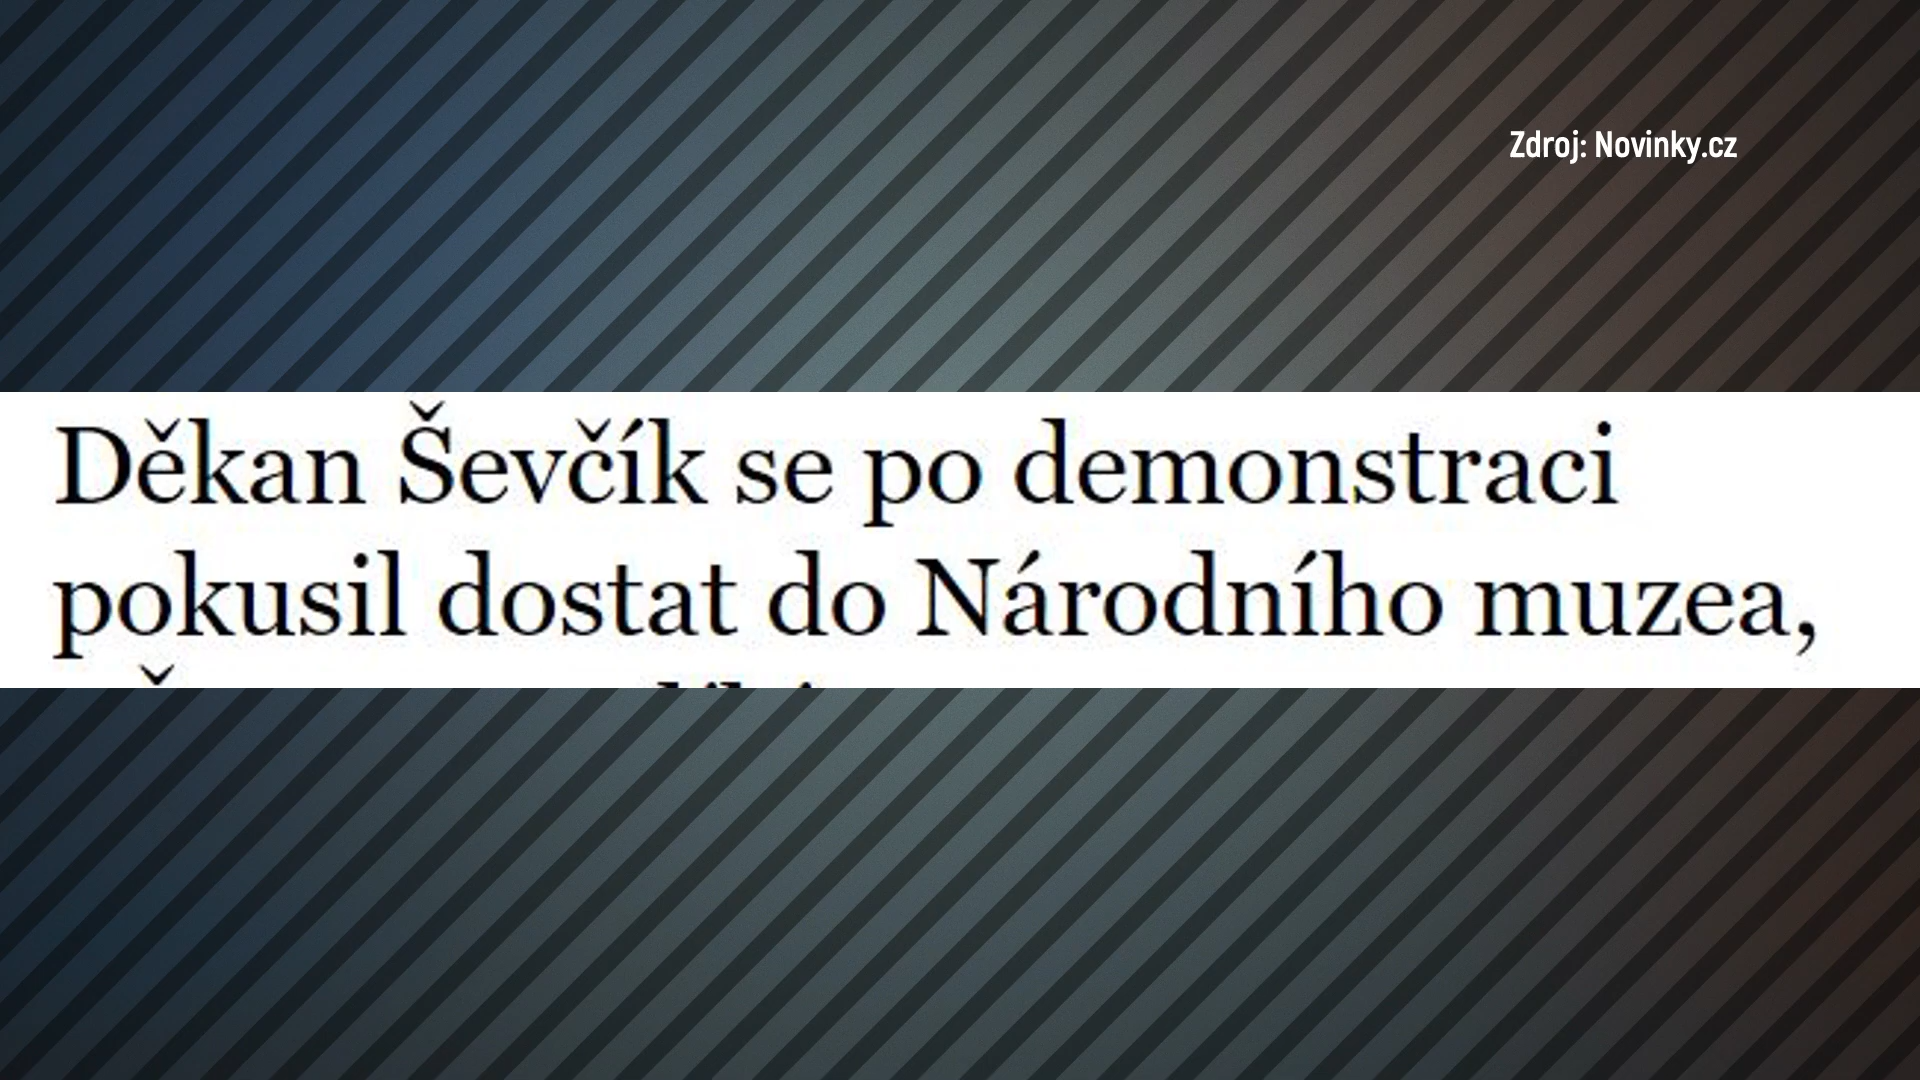 Zdroj: Novinky.cz
Děkan Ševčík se po demonstraci
pokusil dostat do Národního muzea,